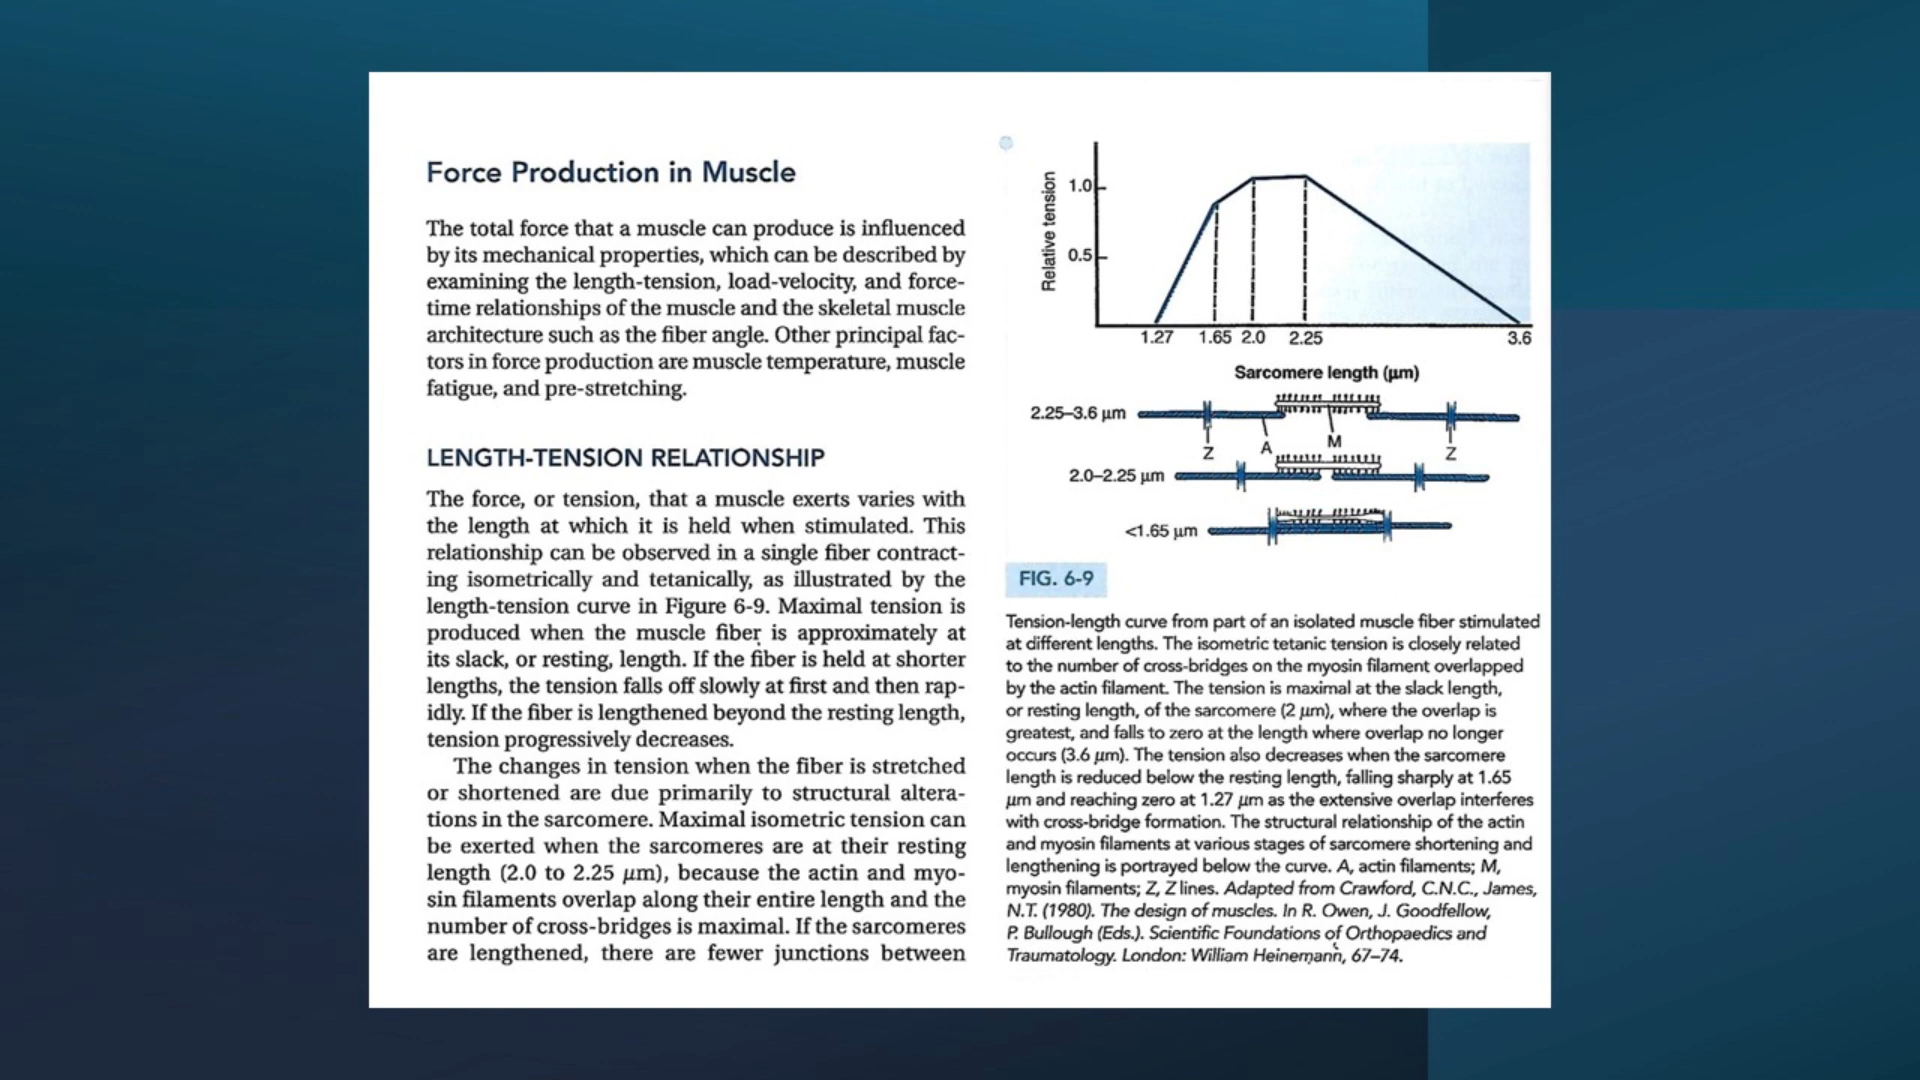 Force Production in Muscle
The total force that a muscle can produce is influenced
by its mechanical properties, which can be described by
examining the length-tension, load-velocity, and force-
time relationships of the muscle and the skeletal muscle
architecture such as the fiber angle. Other principal fac-
tors in force production are muscle temperature, muscle
fatigue, and pre-stretching.
LENGTH-TENSION RELATIONSHIP
The force, or tension, that a muscle exerts varies with
the length at which it is held when stimulated. This
relationship can be observed in a single fiber contract-
ing isometrically and tetanically, as illustrated by the
length-tension curve in Figure 6-9. Maximal tension is
produced when the muscle fiber is approximately at
its slack, or resting, length. If the fiber is held at shorter
lengths, the tension falls off slowly at first and then rap-
idly. If the fiber is lengthened beyond the resting length,
tension progressively decreases.
The changes in tension when the fiber is stretched
or shortened are due primarily to structural altera-
tions in the sarcomere. Maximal isometric tension can
be exerted when the sarcomeres are at their resting
length (2.0 to 2.25 μm), because the actin and myo-
sin filaments overlap along their entire length and the
number of cross-bridges is maximal. If the sarcomeres
are lengthened, there are fewer junctions between
Relative tension
1.0
0.5
1.27 1.65 2.0 2.25 3.6
Sarcomere length (μm)
2.25–3.6 μm
Z A M Z
2.0–2.25 μm
<1.65 μm
FIG. 6-9
Tension-length curve from part of an isolated muscle fiber stimulated
at different lengths. The isometric tetanic tension is closely related
to the number of cross-bridges on the myosin filament overlapped
by the actin filament. The tension is maximal at the slack length,
or resting length, of the sarcomere (2 μm), where the overlap is
greatest, and falls to zero at the length where overlap no longer
occurs (3.6 μm). The tension also decreases when the sarcomere
length is reduced below the resting length, falling sharply at 1.65
μm and reaching zero at 1.27 μm as the extensive overlap interferes
with cross-bridge formation. The structural relationship of the actin
and myosin filaments at various stages of sarcomere shortening and
lengthening is portrayed below the curve. A, actin filaments; M,
myosin filaments; Z, Z lines. Adapted from Crawford, C.N.C., James,
N.T. (1980). The design of muscles. In R. Owen, J. Goodfellow,
P. Bullough (Eds.). Scientific Foundations of Orthopaedics and
Traumatology. London: William Heinemann, 67–74.